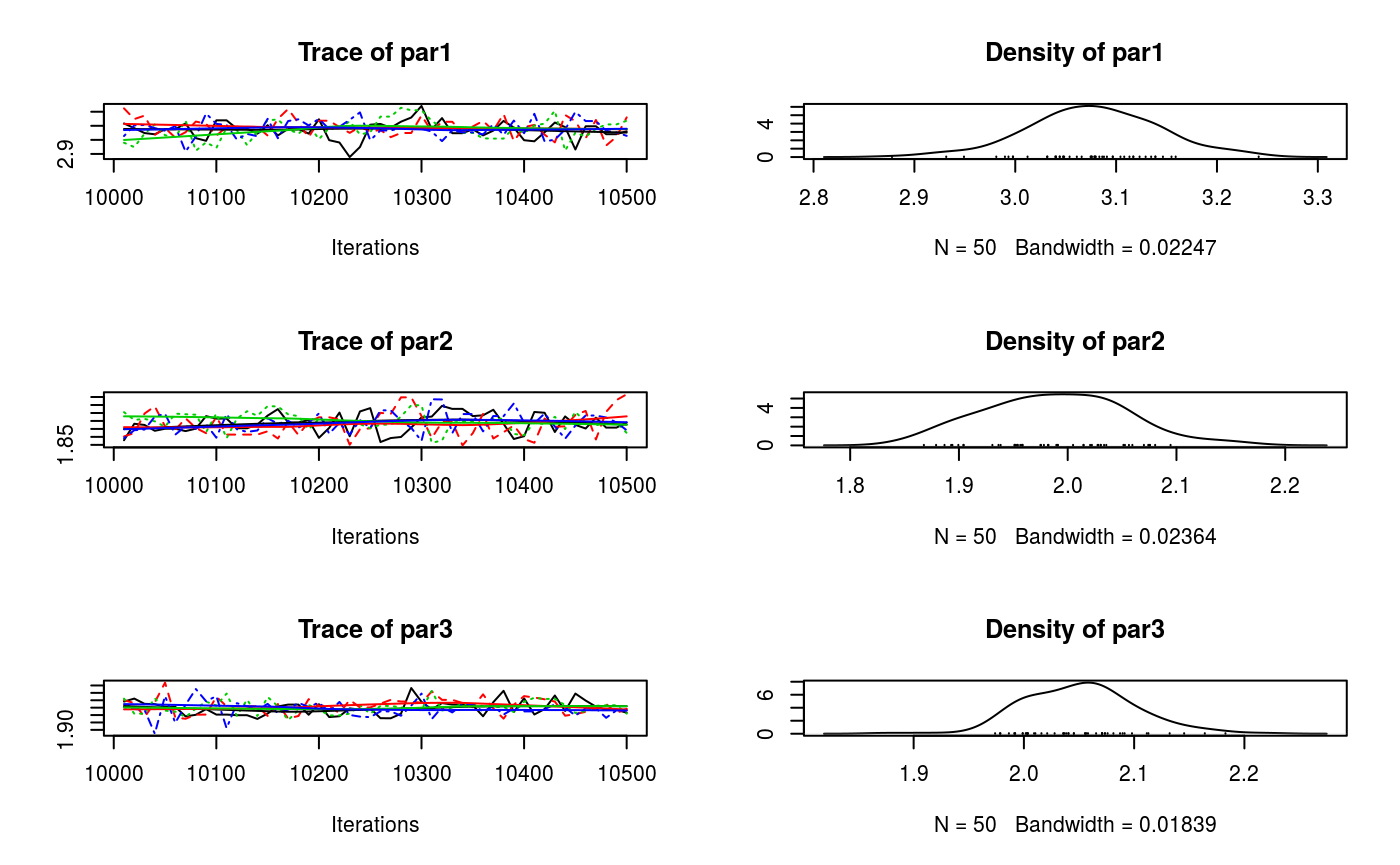 Trace of par1
2.9
10000 10100 10200 10300 10400 10500
Iterations
Density of par1
4
0
2.8 2.9 3.0 3.1 3.2 3.3
N = 50 Bandwidth = 0.02247
Trace of par2
1.85
10000 10100 10200 10300 10400 10500
Iterations
Density of par2
4
0
1.8 1.9 2.0 2.1 2.2
N = 50 Bandwidth = 0.02364
Trace of par3
1.90
10000 10100 10200 10300 10400 10500
Iterations
Density of par3
6
0
1.9 2.0 2.1 2.2
N = 50 Bandwidth = 0.01839